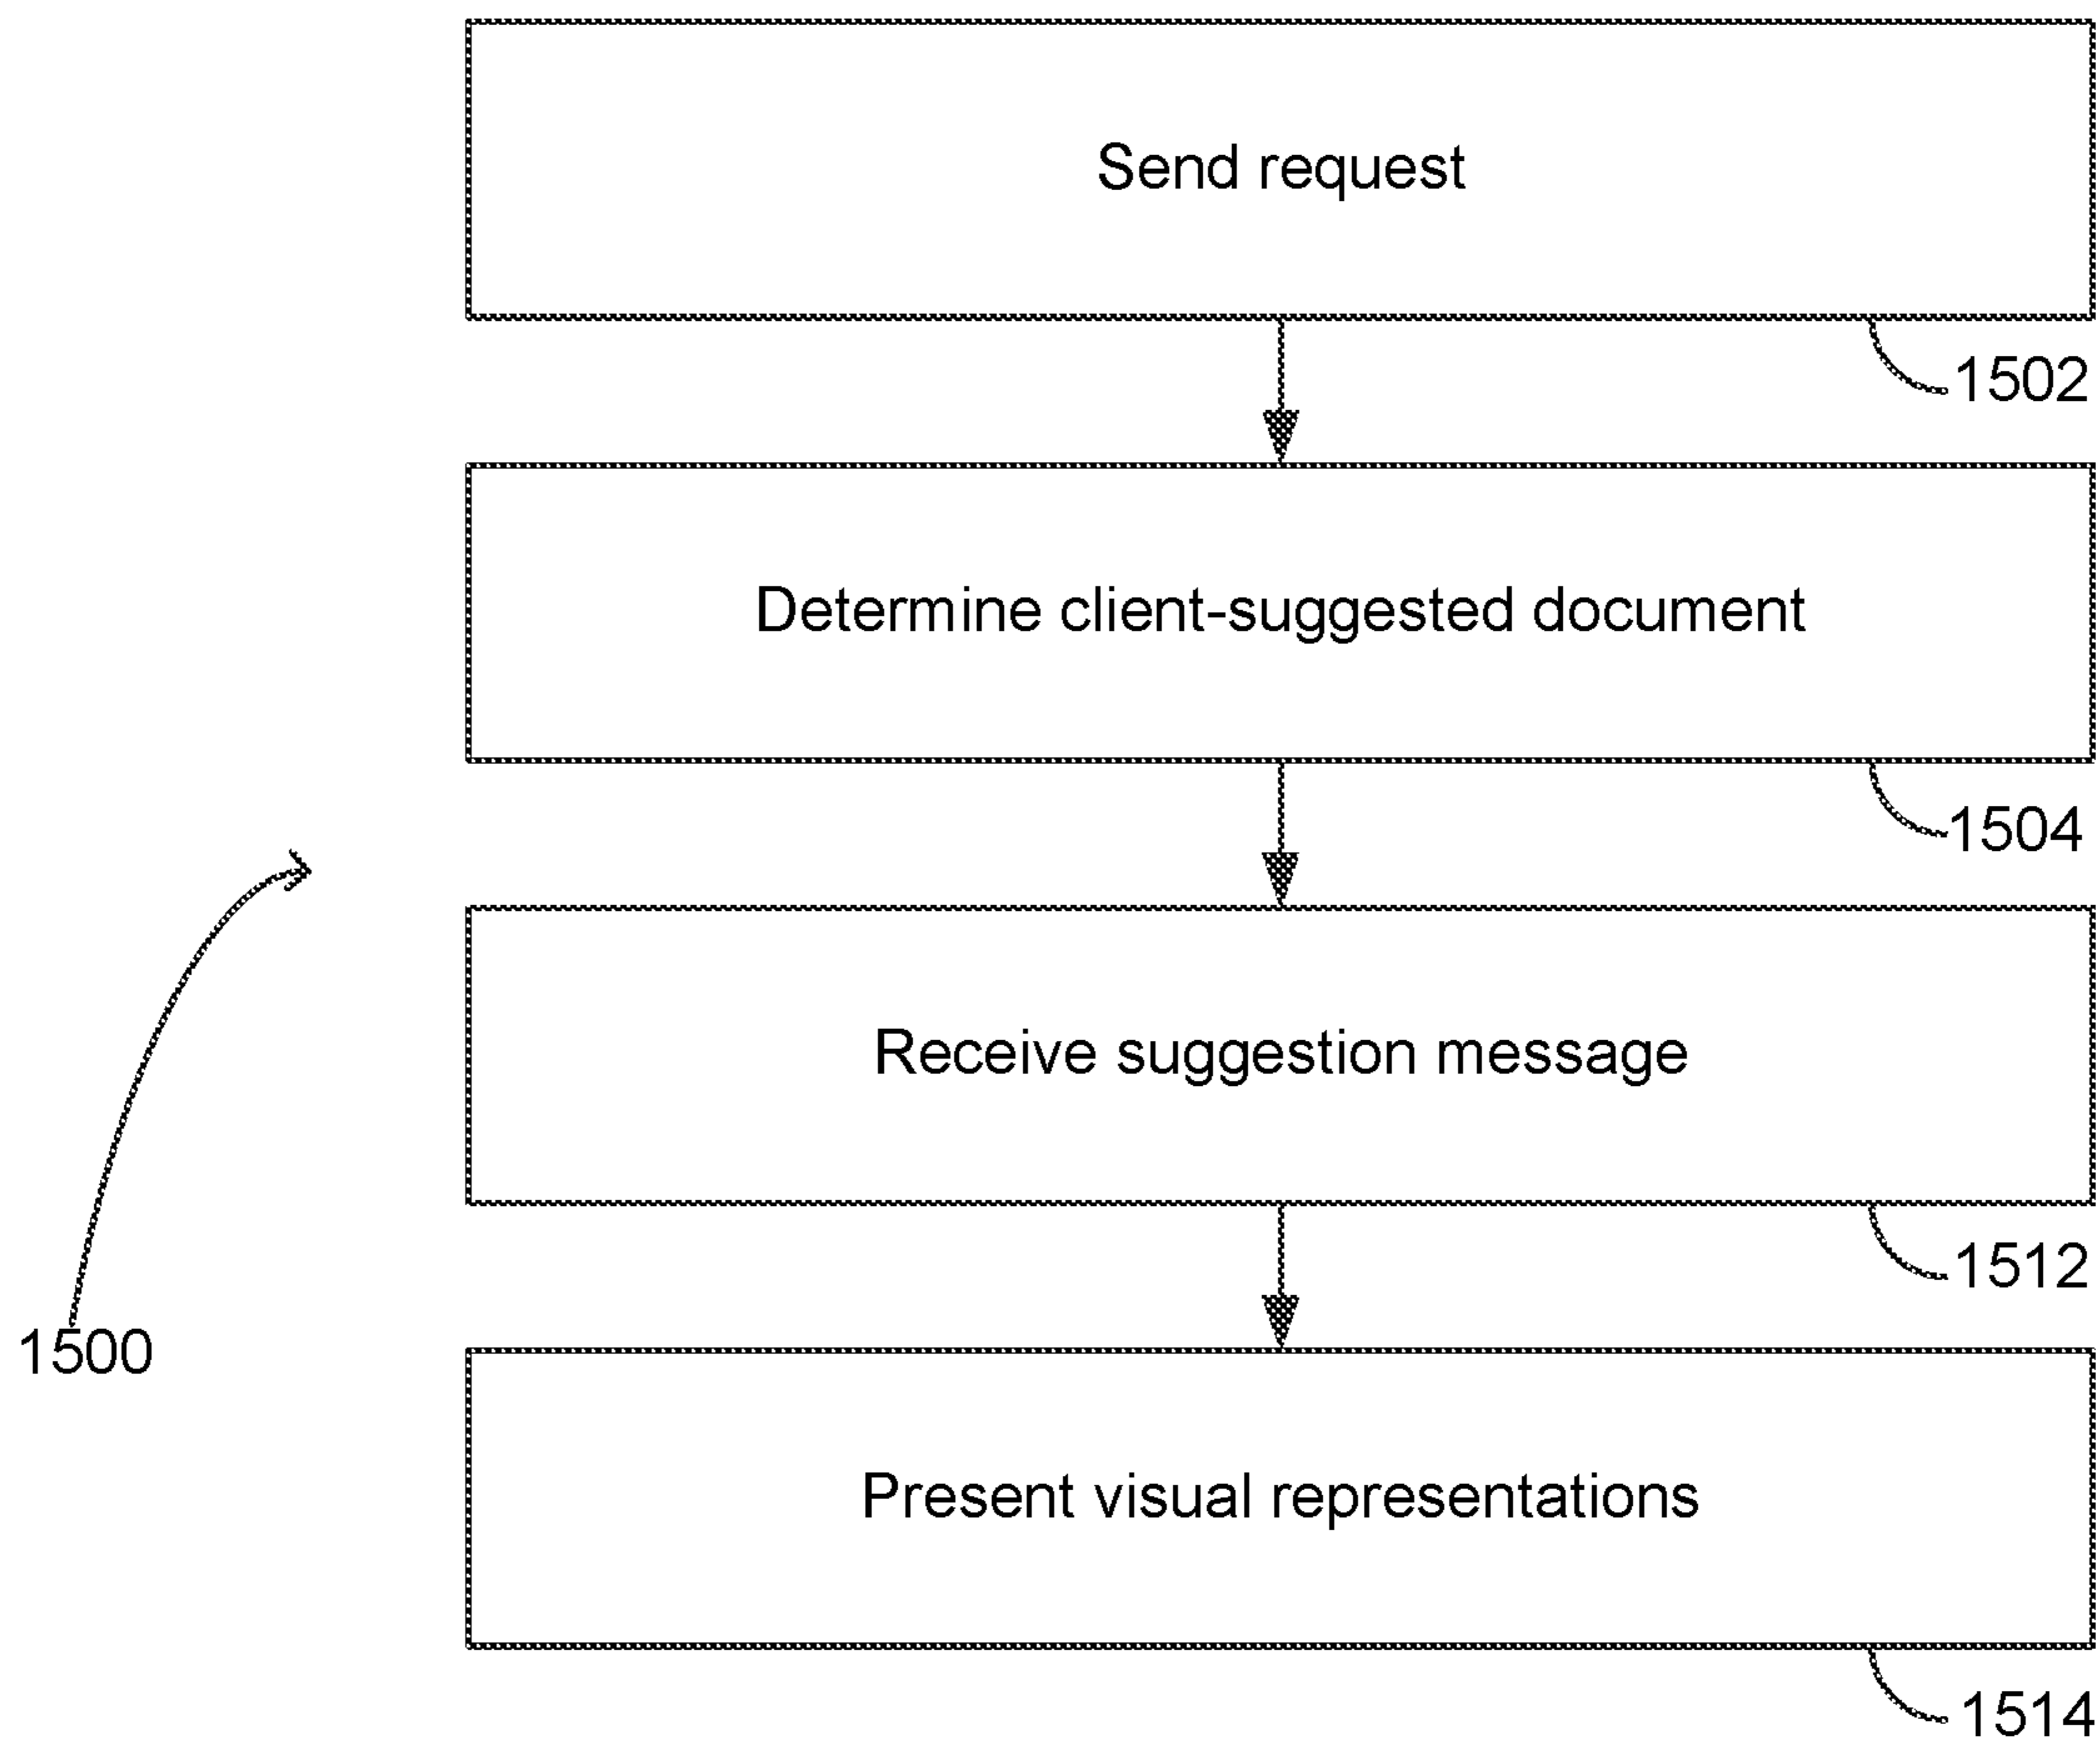 Send request
1502
Determine client-suggested document
1504
Receive suggestion message
1512
1500
Present visual representations
1514